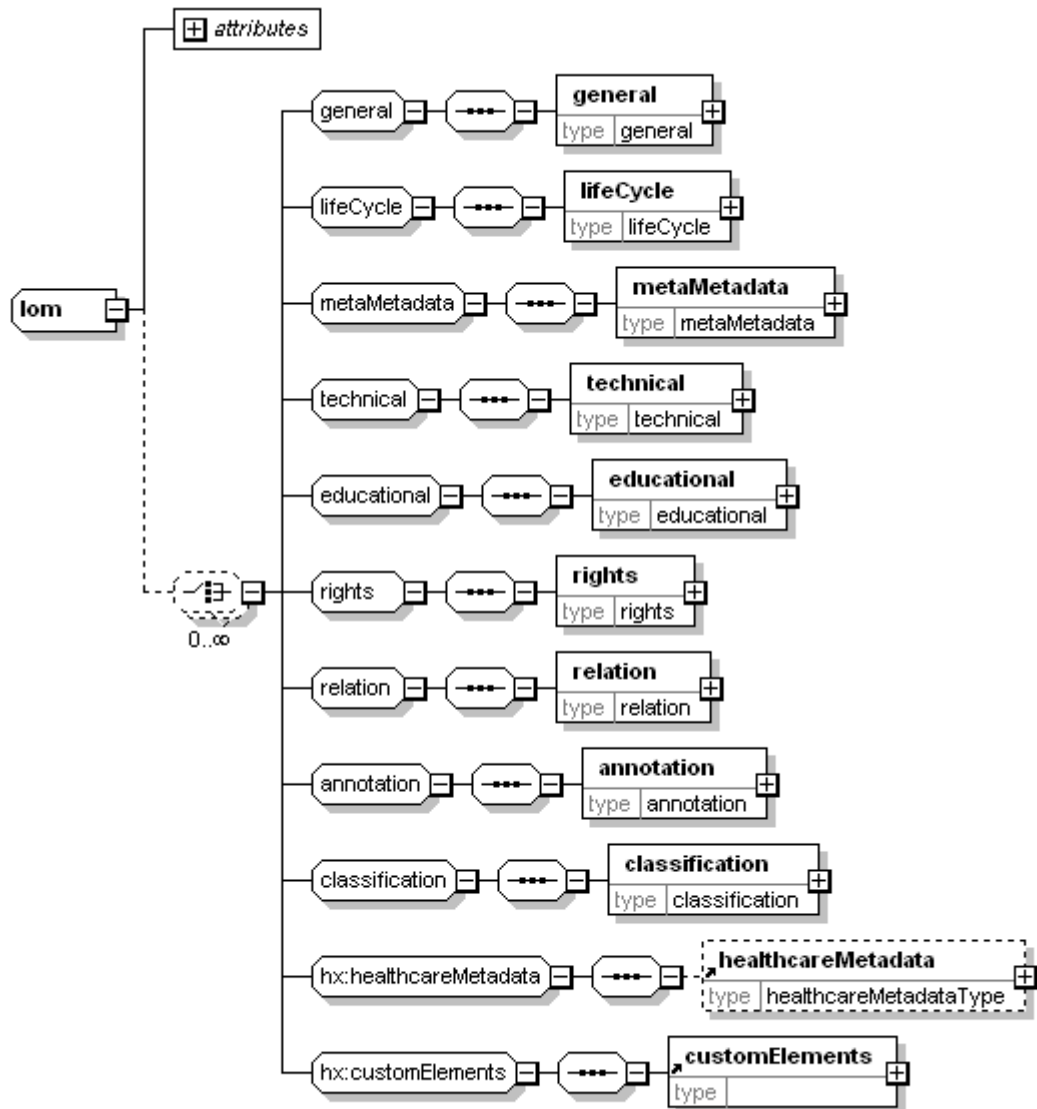 attributes
general
general
type general
lifeCycle
lifeCycle
type lifeCycle
lom
metaMetadata
metaMetadata
type metaMetadata
technical
technical
type technical
educational
educational
type educational
rights
rights
type rights
0..∞
relation
relation
type relation
annotation
annotation
type annotation
classification
classification
type classification
hx:healthcareMetadata
healthcareMetadata
type healthcareMetadataType
hx:customElements
customElements
type